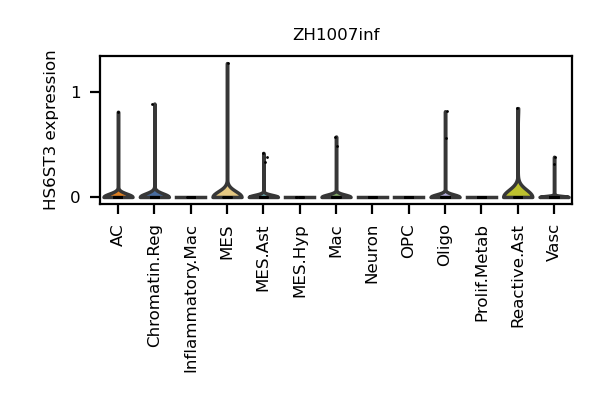 ZH1007inf
HS6ST3 expression
1
0
AC
Chromatin.Reg
Inflammatory.Mac
MES
MES.Ast
MES.Hyp
Mac
Neuron
OPC
Oligo
Prolif.Metab
Reactive.Ast
Vasc